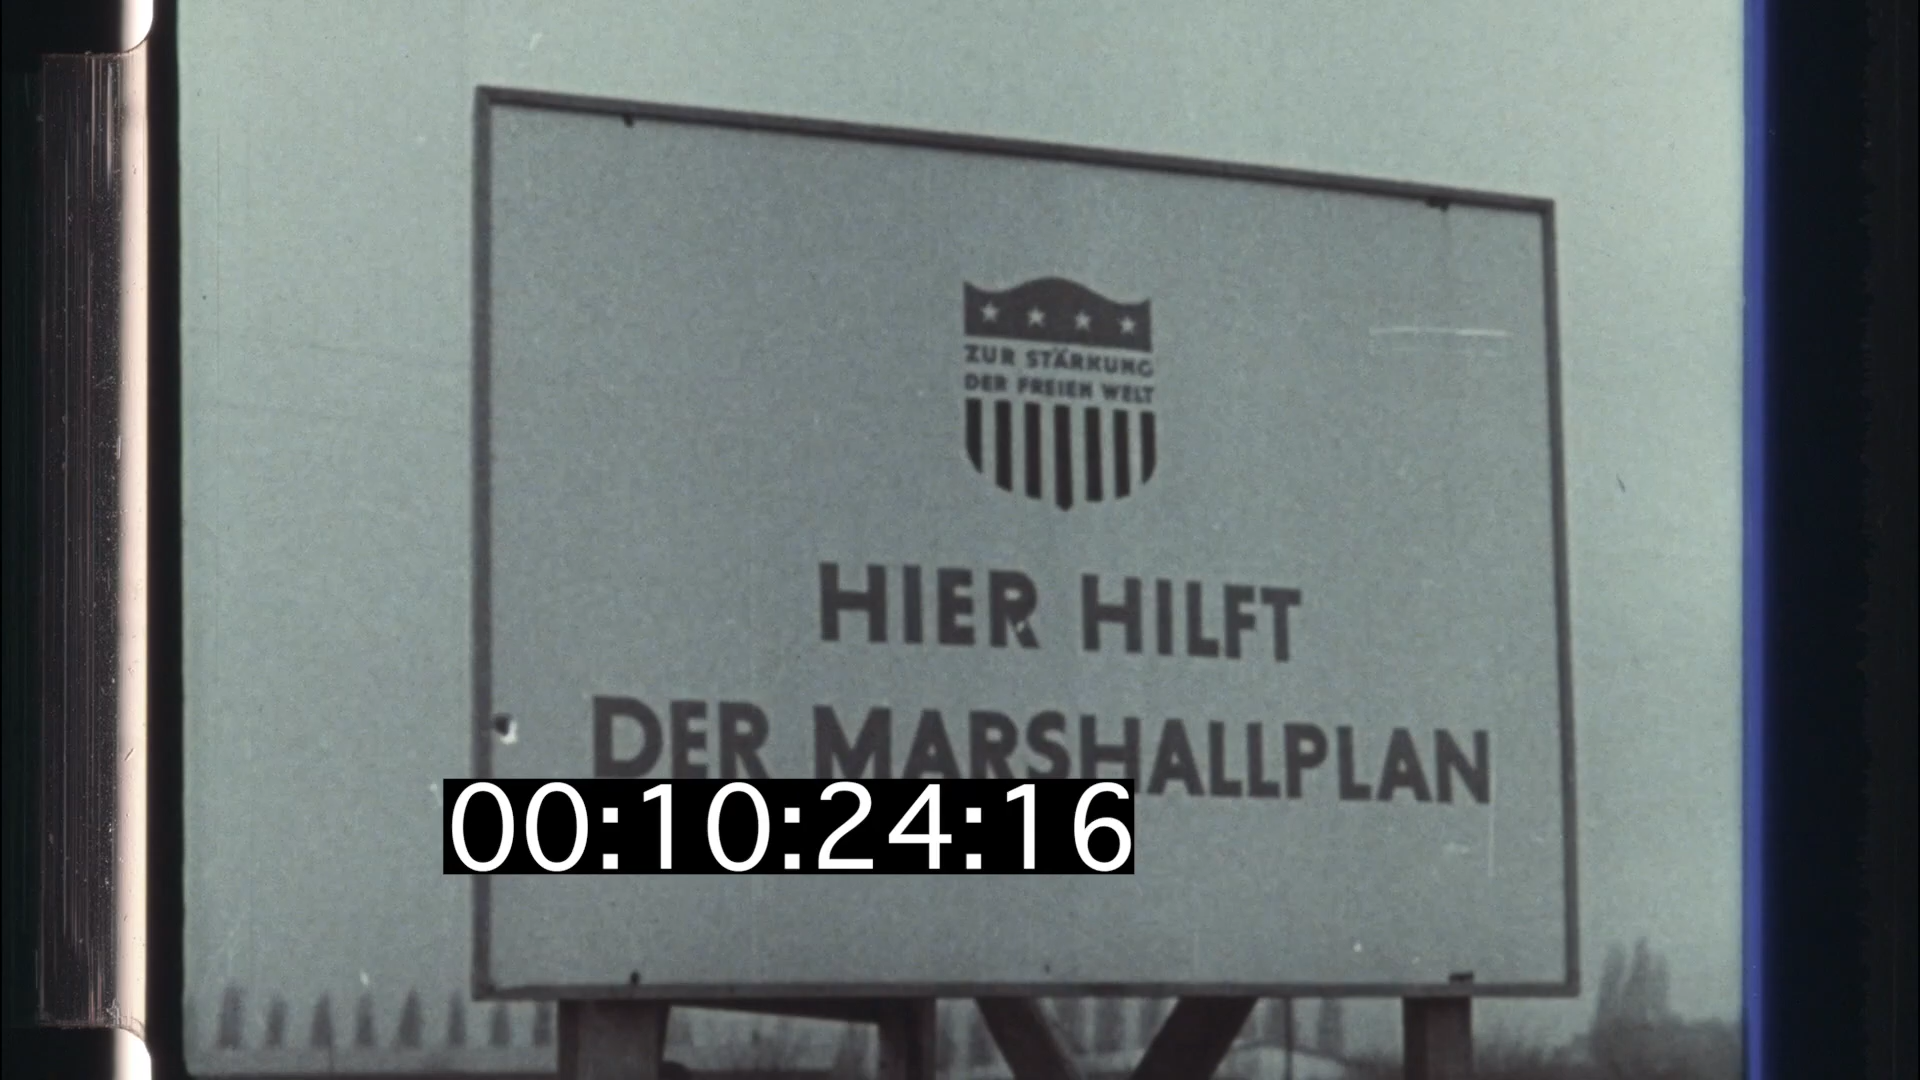 ZUR STÄRKUNG
DER FREIEN WELT
HIER HILFT
DER MARSHALLPLAN
00:10:24:16